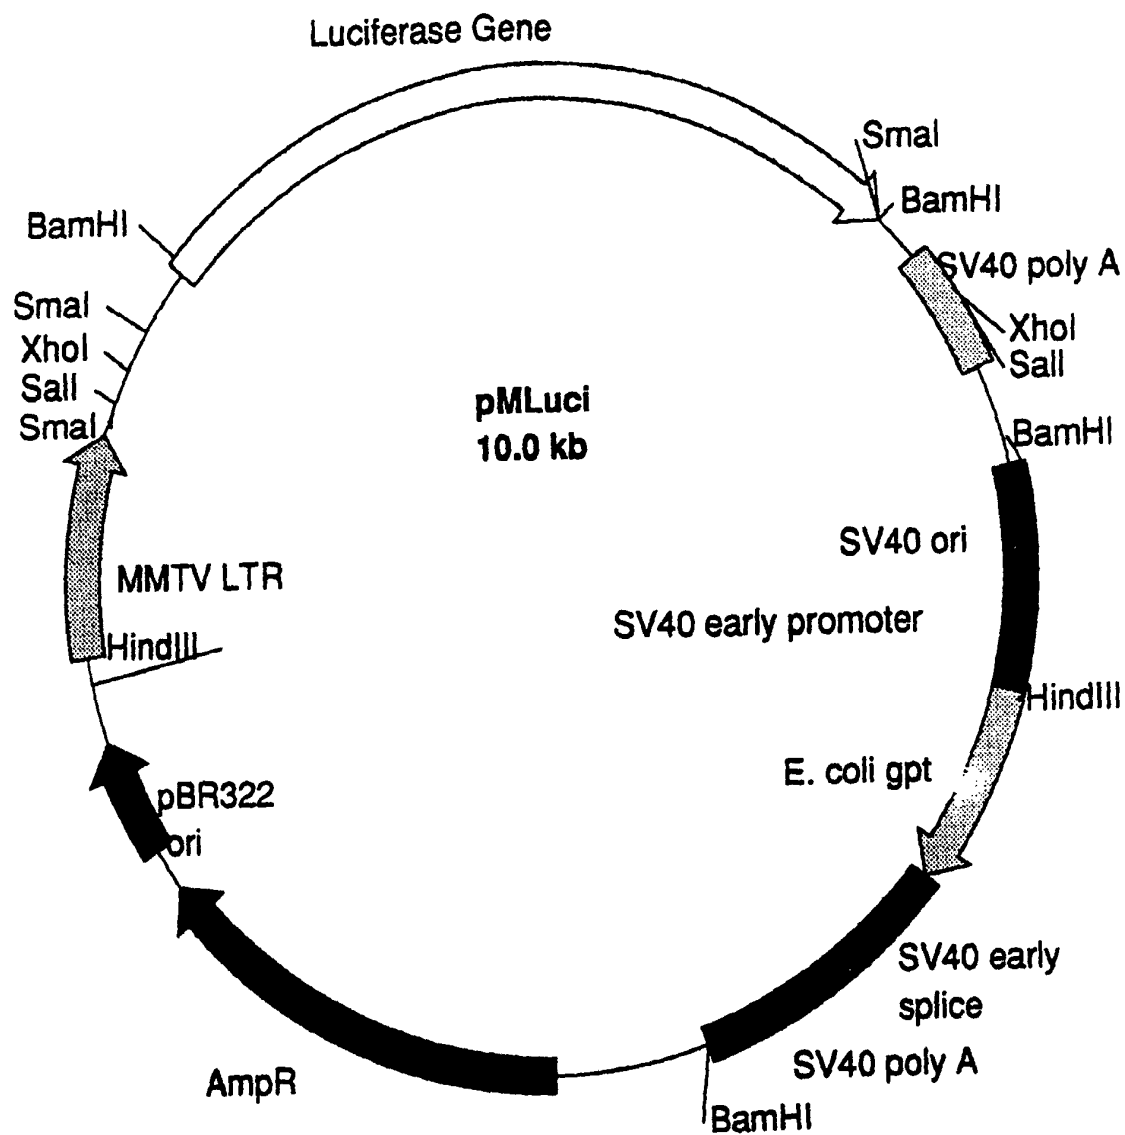 Luciferase Gene
SmaI
BamHI
SV40 poly A
XhoI
SalI
BamHI
SV40 ori
SV40 early promoter
HindIII
E. coli gpt
SV40 early
splice
SV40 poly A
BamHI
AmpR
pBR322
ori
HindIII
MMTV LTR
SmaI
SalI
XhoI
SmaI
BamHI
pMLuci
10.0 kb